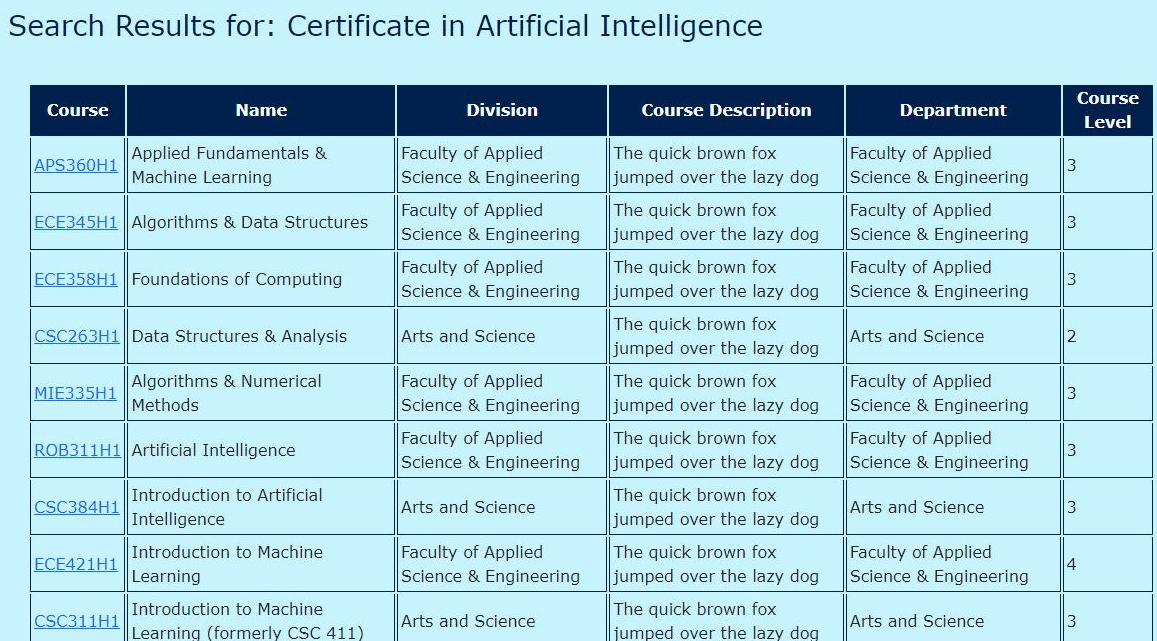 Search Results for: Certificate in Artificial Intelligence
Course Name Division Course Description Department Course Level
APS360H1 Applied Fundamentals & Machine Learning Faculty of Applied Science & Engineering The quick brown fox jumped over the lazy dog Faculty of Applied Science & Engineering 3
ECE345H1 Algorithms & Data Structures Faculty of Applied Science & Engineering The quick brown fox jumped over the lazy dog Faculty of Applied Science & Engineering 3
ECE358H1 Foundations of Computing Faculty of Applied Science & Engineering The quick brown fox jumped over the lazy dog Faculty of Applied Science & Engineering 3
CSC263H1 Data Structures & Analysis Arts and Science The quick brown fox jumped over the lazy dog Arts and Science 2
MIE335H1 Algorithms & Numerical Methods Faculty of Applied Science & Engineering The quick brown fox jumped over the lazy dog Faculty of Applied Science & Engineering 3
ROB311H1 Artificial Intelligence Faculty of Applied Science & Engineering The quick brown fox jumped over the lazy dog Faculty of Applied Science & Engineering 3
CSC384H1 Introduction to Artificial Intelligence Arts and Science The quick brown fox jumped over the lazy dog Arts and Science 3
ECE421H1 Introduction to Machine Learning Faculty of Applied Science & Engineering The quick brown fox jumped over the lazy dog Faculty of Applied Science & Engineering 4
CSC311H1 Introduction to Machine Learning (formerly CSC 411) Arts and Science The quick brown fox jumped over the lazy dog Arts and Science 3